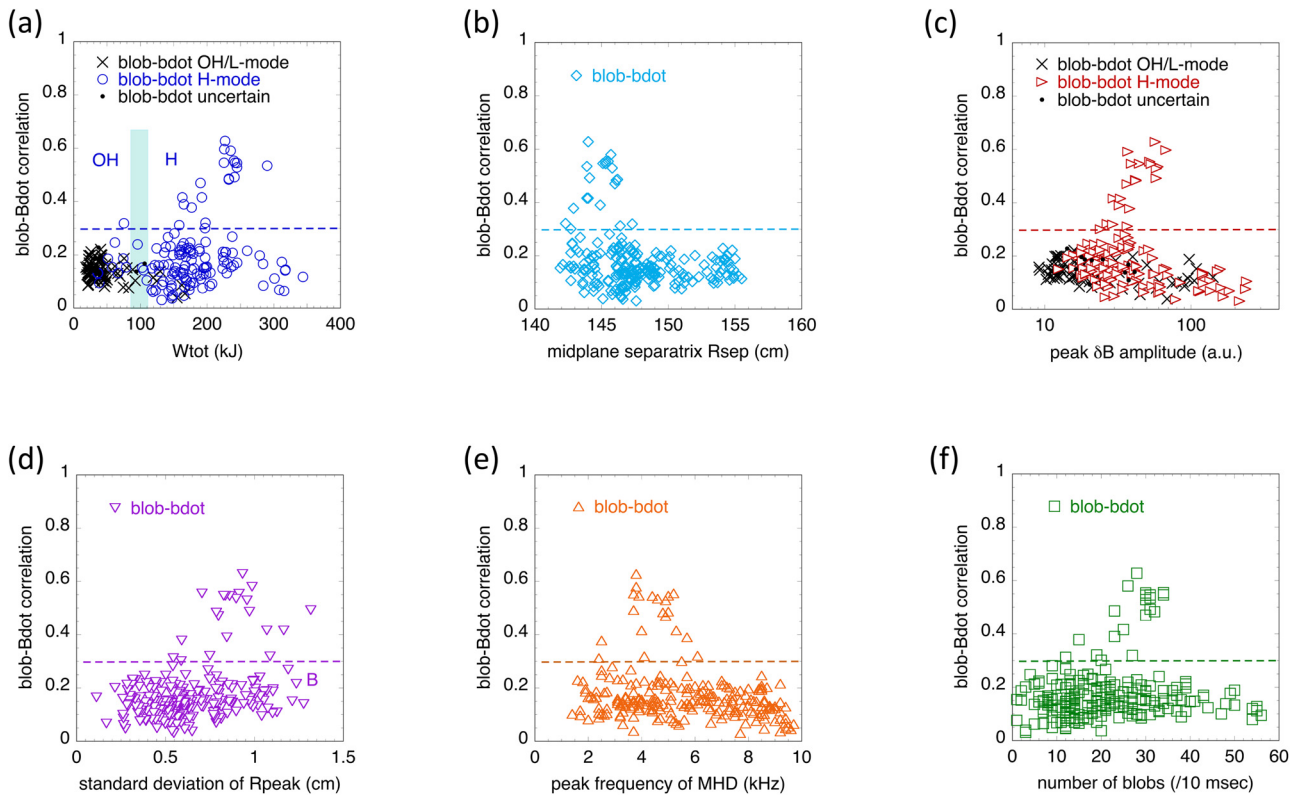 (a)
1
0.8
0.6
0.4
0.2
0
blob-Bdot correlation
blob-bdot OH/L-mode
blob-bdot H-mode
blob-bdot uncertain
OH
H
0 100 200 300 400
Wtot (kJ)
(b)
1
0.8
0.6
0.4
0.2
0
blob-Bdot correlation
blob-bdot
140 145 150 155 160
midplane separatrix Rsep (cm)
(c)
1
0.8
0.6
0.4
0.2
0
blob-Bdot correlation
blob-bdot OH/L-mode
blob-bdot H-mode
blob-bdot uncertain
10 100
peak δB amplitude (a.u.)
(d)
1
0.8
0.6
0.4
0.2
0
blob-Bdot correlation
blob-bdot
B
0 0.5 1 1.5
standard deviation of Rpeak (cm)
(e)
1
0.8
0.6
0.4
0.2
0
blob-Bdot correlation
blob-bdot
0 2 4 6 8 10
peak frequency of MHD (kHz)
(f)
1
0.8
0.6
0.4
0.2
0
blob-Bdot correlation
blob-bdot
0 10 20 30 40 50 60
number of blobs (/10 msec)